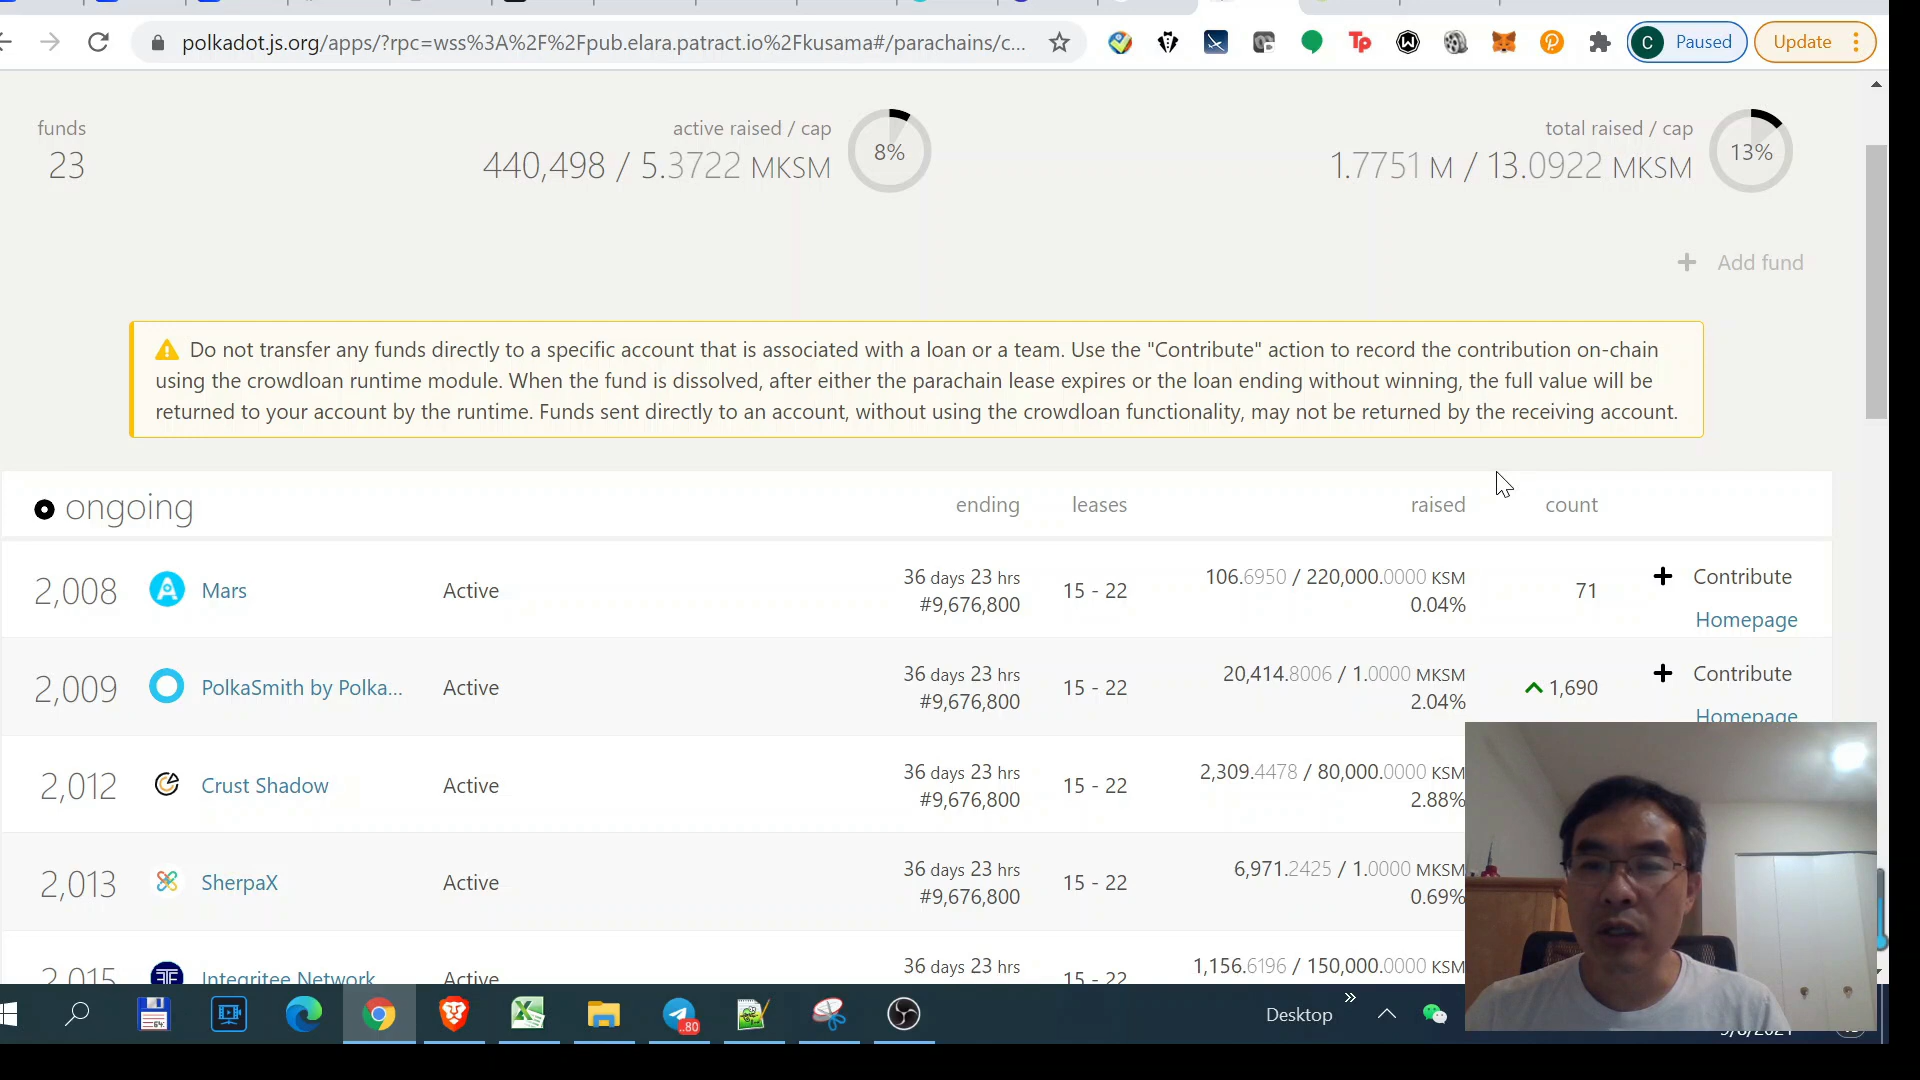 polkadot.js.org/apps/?rpc=wss%3A%2F%2Fpub.elara.patract.io%2Fkusama#/parachains/c...
Tp
C Paused
Update
funds
23
active raised / cap
440,498 / 5.3722 MKSM
8%
total raised / cap
1.7751 M / 13.0922 MKSM
13%
+ Add fund
Do not transfer any funds directly to a specific account that is associated with a loan or a team. Use the "Contribute" action to record the contribution on-chain
using the crowdloan runtime module. When the fund is dissolved, after either the parachain lease expires or the loan ending without winning, the full value will be
returned to your account by the runtime. Funds sent directly to an account, without using the crowdloan functionality, may not be returned by the receiving account.
ongoing ending leases raised count
2,008 Mars Active 36 days 23 hrs #9,676,800 15 - 22 106.6950 / 220,000.0000 KSM 0.04% 71 + Contribute
Homepage
2,009 PolkaSmith by Polka... Active 36 days 23 hrs #9,676,800 15 - 22 20,414.8006 / 1.0000 MKSM 2.04% 1,690 + Contribute
Homepage
2,012 Crust Shadow Active 36 days 23 hrs #9,676,800 15 - 22 2,309.4478 / 80,000.0000 KSM 2.88%
2,013 SherpaX Active 36 days 23 hrs #9,676,800 15 - 22 6,971.2425 / 1.0000 MKSM 0.69%
2,015 Integritee Network Active 36 days 23 hrs 15 - 22 1,156.6196 / 150,000.0000 KSM
64
80
Desktop